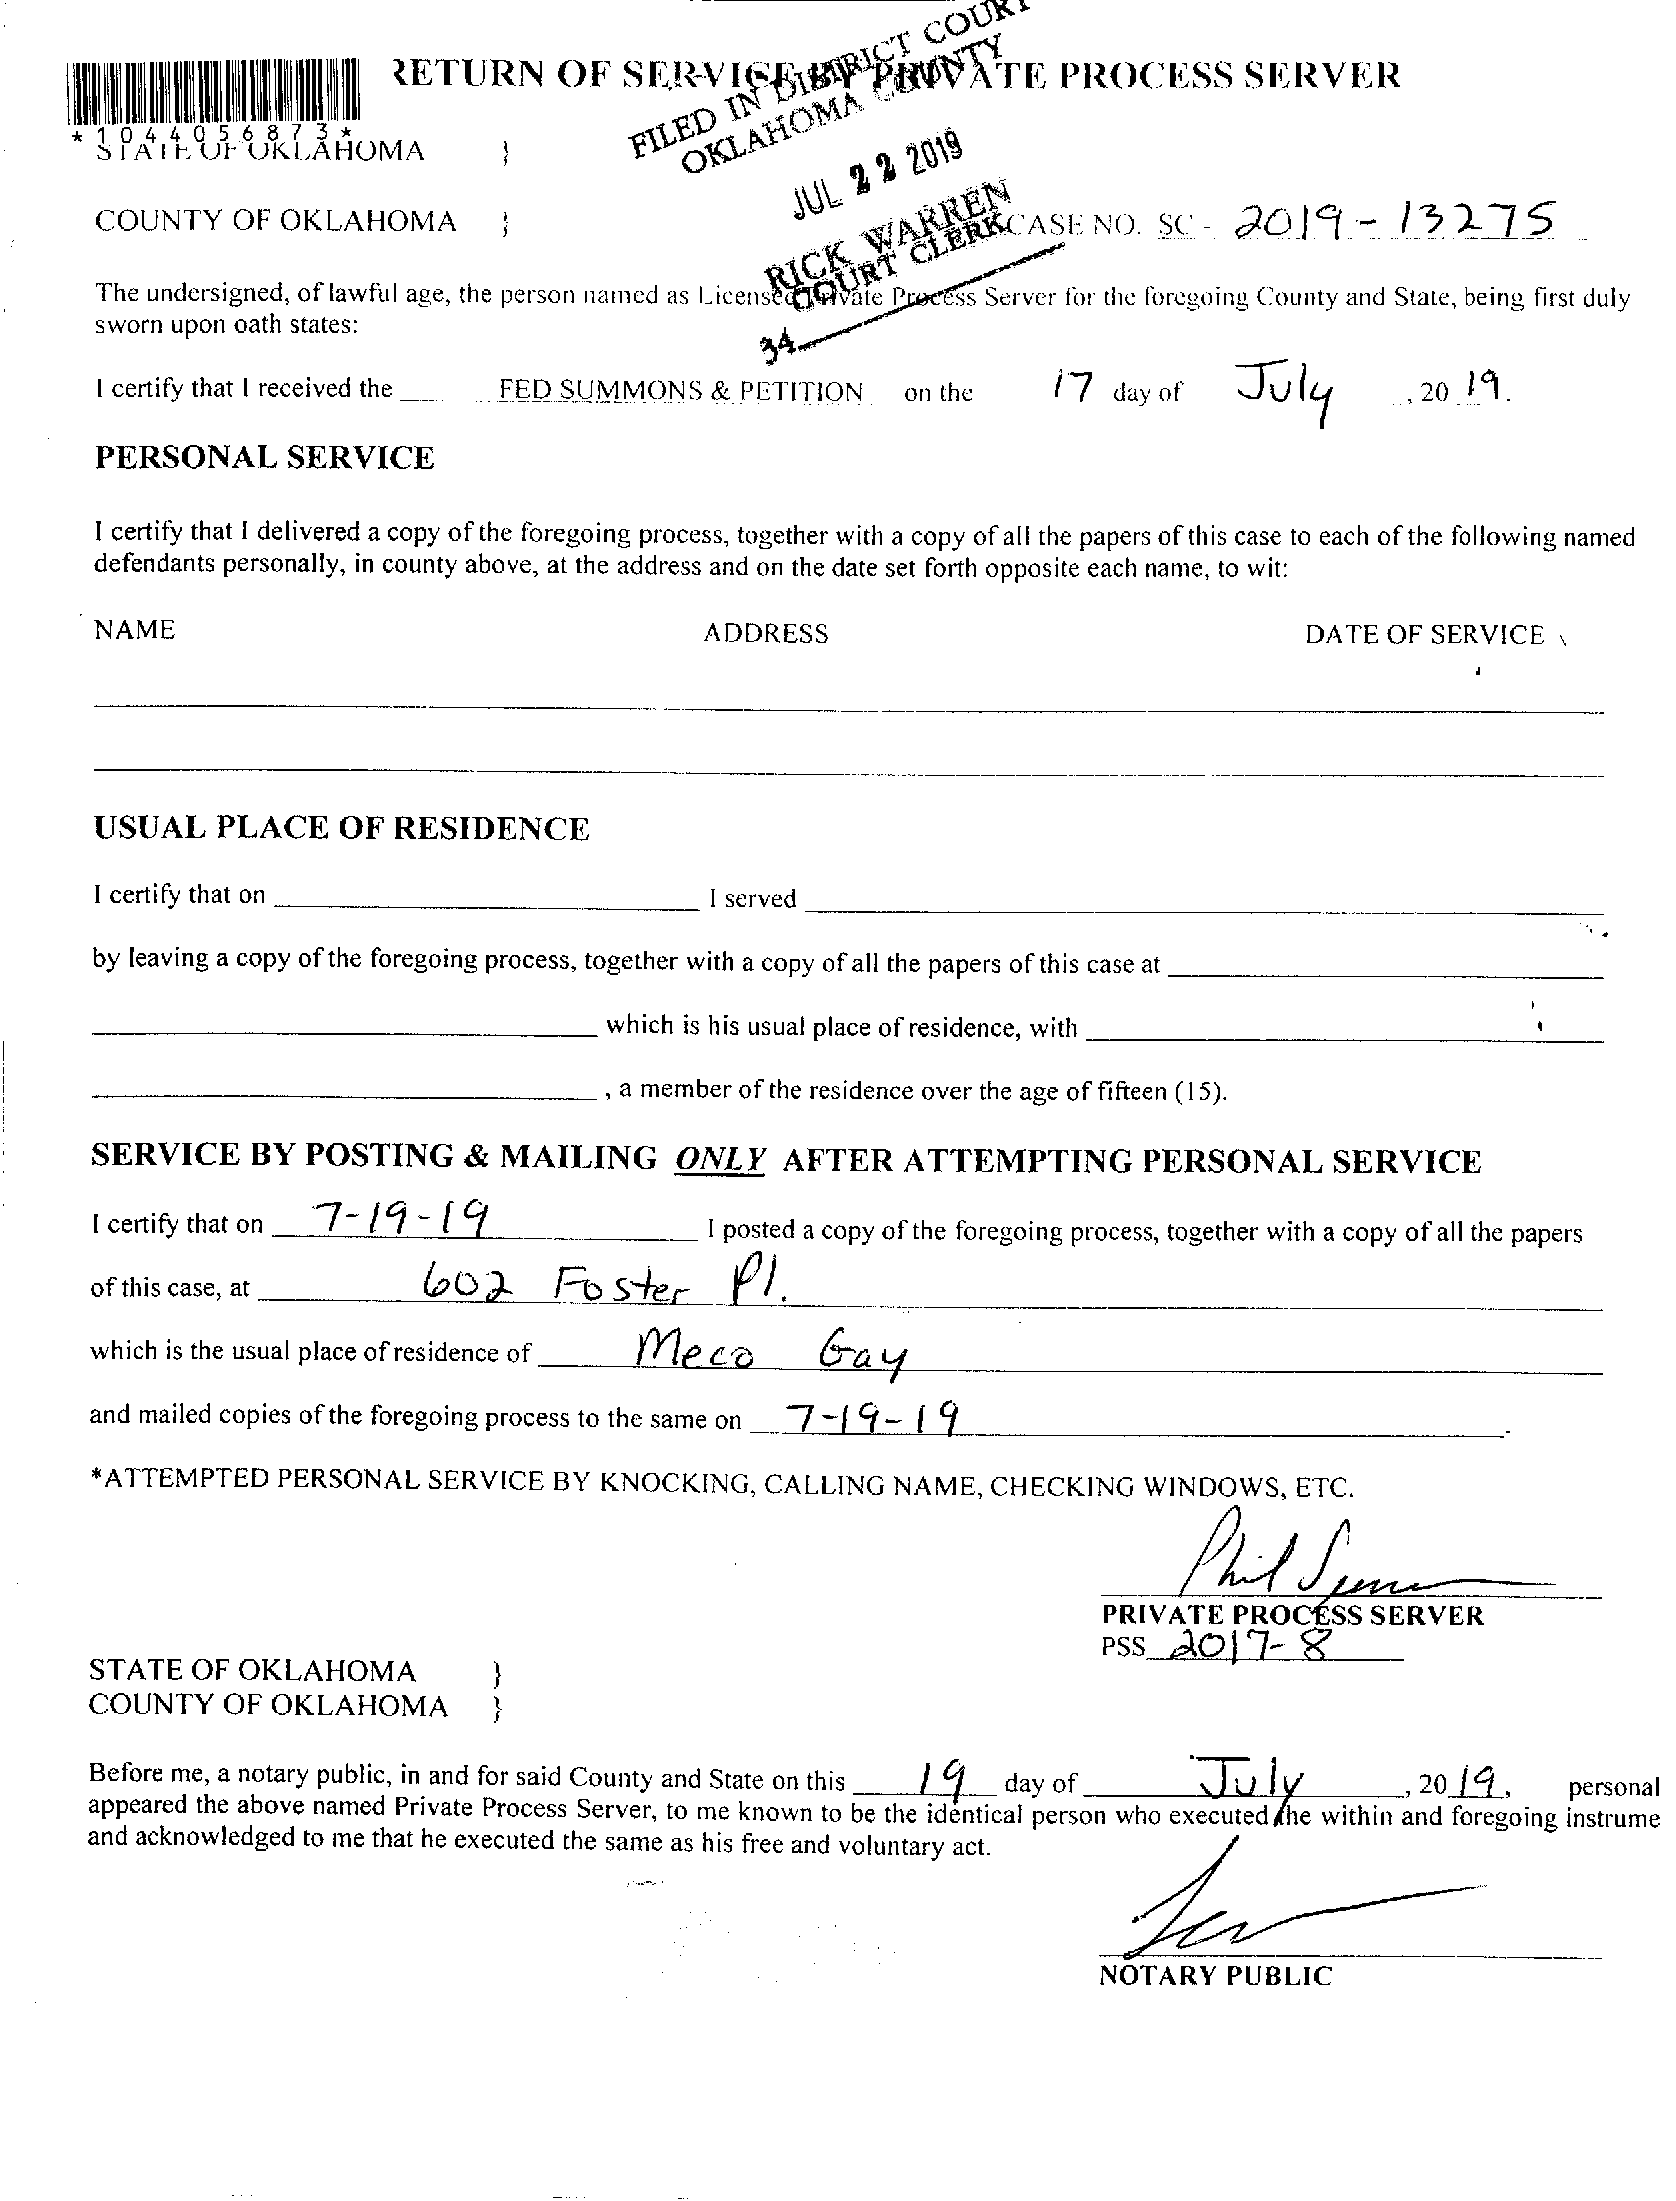 RETURN OF SERVICE BY PRIVATE PROCESS SERVER
FILED IN DISTRICT COURT
OKLAHOMA COUNTY
JUL 22 2019
RICK WARREN
COURT CLERK
34
*1044056873*
STATE OF OKLAHOMA }
COUNTY OF OKLAHOMA } CASE NO. SC - 2019-13275
The undersigned, of lawful age, the person named as Licensed Private Process Server for the foregoing County and State, being first duly
sworn upon oath states:
I certify that I received the FED SUMMONS & PETITION on the 17 day of July , 20 19.
PERSONAL SERVICE
I certify that I delivered a copy of the foregoing process, together with a copy of all the papers of this case to each of the following named
defendants personally, in county above, at the address and on the date set forth opposite each name, to wit:
NAME ADDRESS DATE OF SERVICE
USUAL PLACE OF RESIDENCE
I certify that on I served
by leaving a copy of the foregoing process, together with a copy of all the papers of this case at
which is his usual place of residence, with
, a member of the residence over the age of fifteen (15).
SERVICE BY POSTING & MAILING ONLY AFTER ATTEMPTING PERSONAL SERVICE
I certify that on 7-19-19 I posted a copy of the foregoing process, together with a copy of all the papers
of this case, at 602 Foster Pl.
which is the usual place of residence of Meco Gay
and mailed copies of the foregoing process to the same on 7-19-19 .
*ATTEMPTED PERSONAL SERVICE BY KNOCKING, CALLING NAME, CHECKING WINDOWS, ETC.
PRIVATE PROCESS SERVER
PSS 2017-8
STATE OF OKLAHOMA }
COUNTY OF OKLAHOMA }
Before me, a notary public, in and for said County and State on this 19 day of July , 20 19, personal
appeared the above named Private Process Server, to me known to be the identical person who executed the within and foregoing instrume
and acknowledged to me that he executed the same as his free and voluntary act.
NOTARY PUBLIC